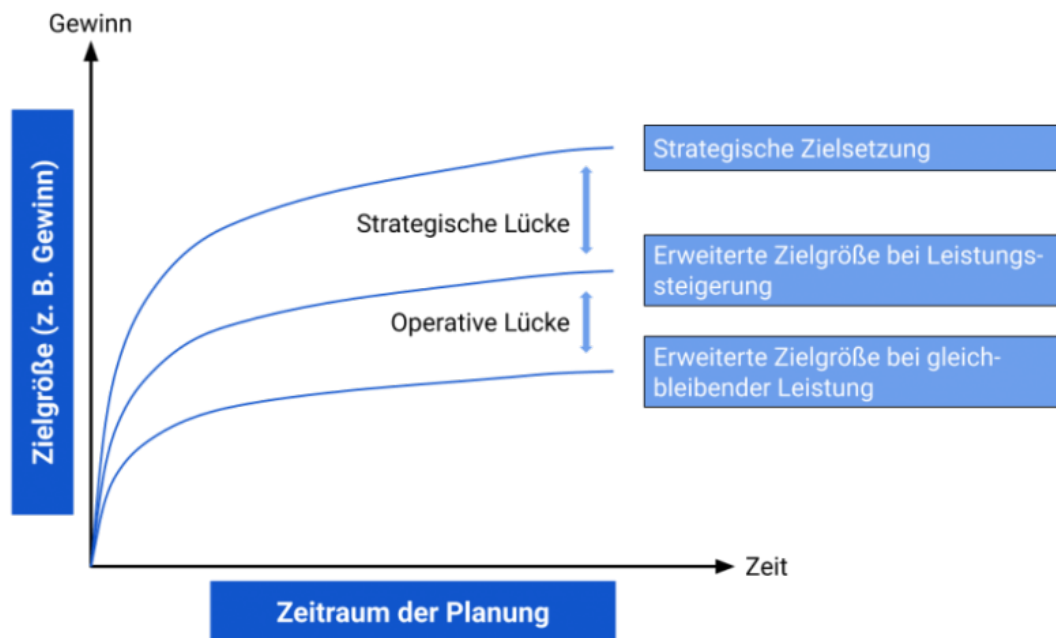 Gewinn
Zielgröße (z. B. Gewinn)
Strategische Zielsetzung
Strategische Lücke
Erweiterte Zielgröße bei Leistungs-
steigerung
Operative Lücke
Erweiterte Zielgröße bei gleich-
bleibender Leistung
Zeit
Zeitraum der Planung